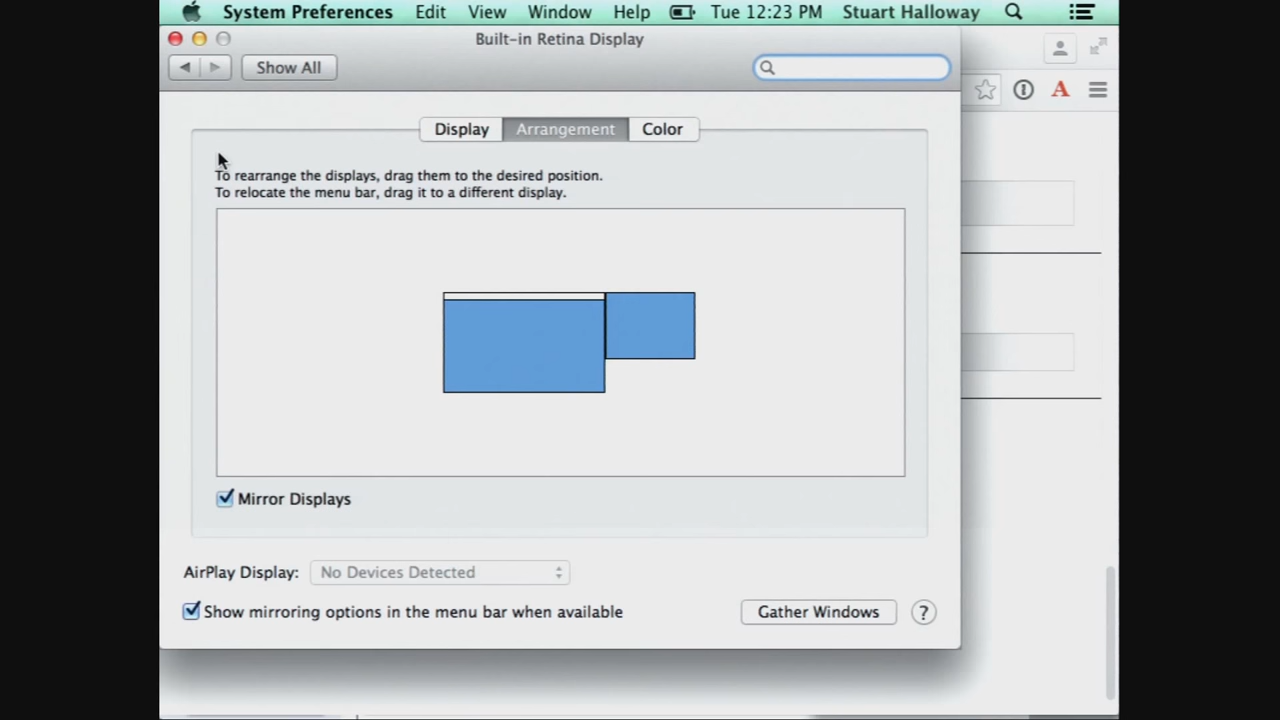 System Preferences Edit View Window Help Tue 12:23 PM Stuart Halloway
Built-in Retina Display
Show All
A
Display Arrangement Color
To rearrange the displays, drag them to the desired position.
To relocate the menu bar, drag it to a different display.
Mirror Displays
AirPlay Display: No Devices Detected
Show mirroring options in the menu bar when available Gather Windows ?